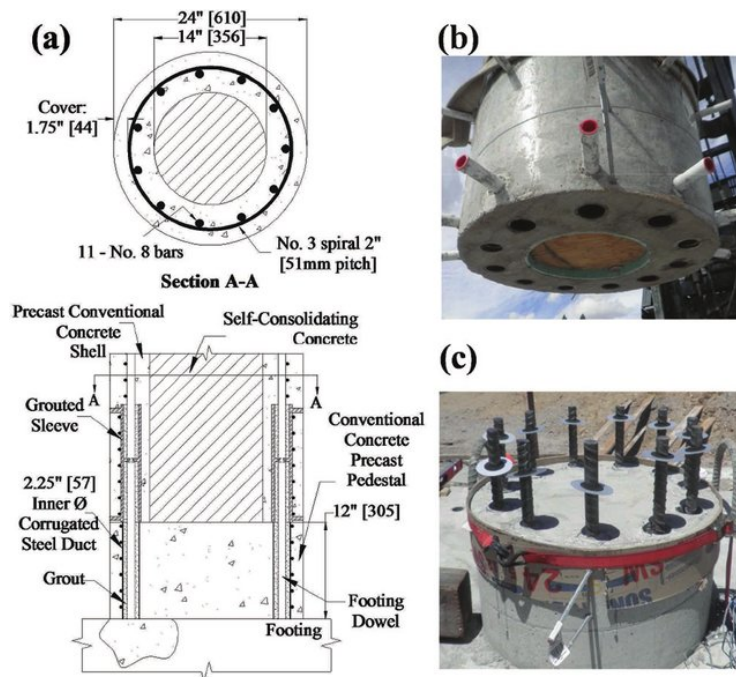 (a)
24" [610]
14" [356]
Cover:
1.75" [44]
11 - No. 8 bars
No. 3 spiral 2"
[51mm pitch]
Section A-A
Precast Conventional
Concrete
Shell
Self-Consolidating
Concrete
A
A
Grouted
Sleeve
Conventional
Concrete
Precast
Pedestal
2.25" [57]
Inner Ø
Corrugated
Steel Duct
12" [305]
Grout
Footing
Dowel
Footing
(b)
(c)